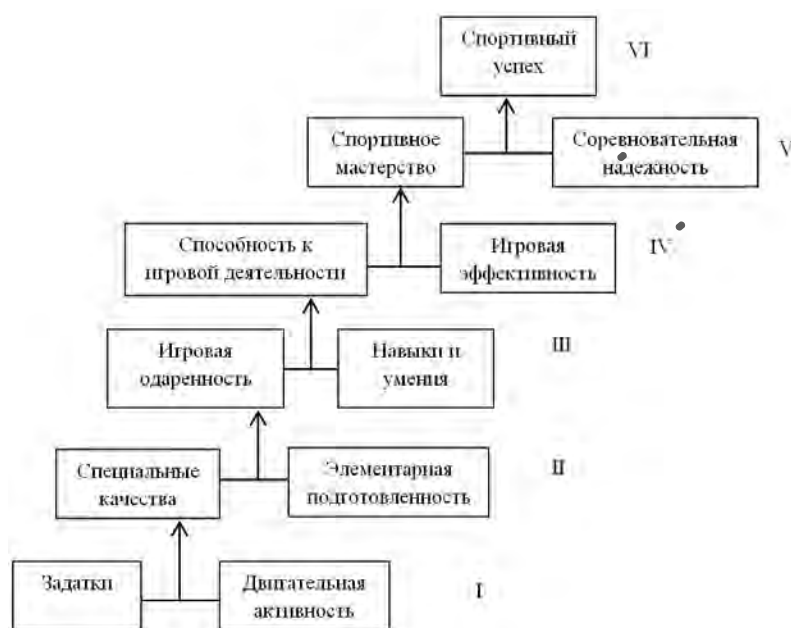 Спортивный
успех
VI
Спортивное
мастерство
Соревновательная
надежность
V
Способность к
игровой деятельности
Игровая
эффективность
IV
Игровая
одаренность
Навыки и
умения
III
Специальные
качества
Элементарная
подготовленность
II
Задатки
Двигательная
активность
I